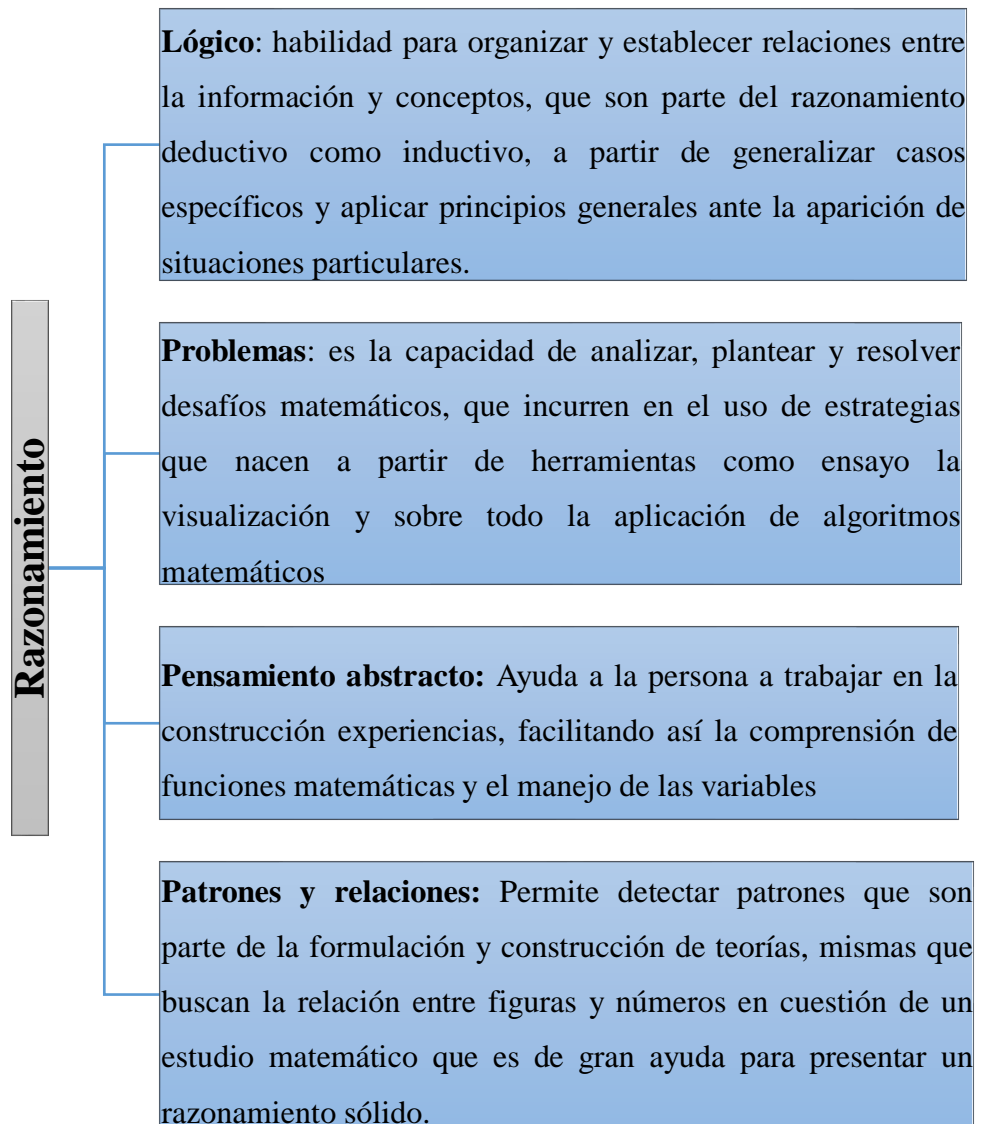 Razonamiento
Lógico: habilidad para organizar y establecer relaciones entre
la información y conceptos, que son parte del razonamiento
deductivo como inductivo, a partir de generalizar casos
específicos y aplicar principios generales ante la aparición de
situaciones particulares.
Problemas: es la capacidad de analizar, plantear y resolver
desafíos matemáticos, que incurren en el uso de estrategias
que nacen a partir de herramientas como ensayo la
visualización y sobre todo la aplicación de algoritmos
matemáticos
Pensamiento abstracto: Ayuda a la persona a trabajar en la
construcción experiencias, facilitando así la comprensión de
funciones matemáticas y el manejo de las variables
Patrones y relaciones: Permite detectar patrones que son
parte de la formulación y construcción de teorías, mismas que
buscan la relación entre figuras y números en cuestión de un
estudio matemático que es de gran ayuda para presentar un
razonamiento sólido.